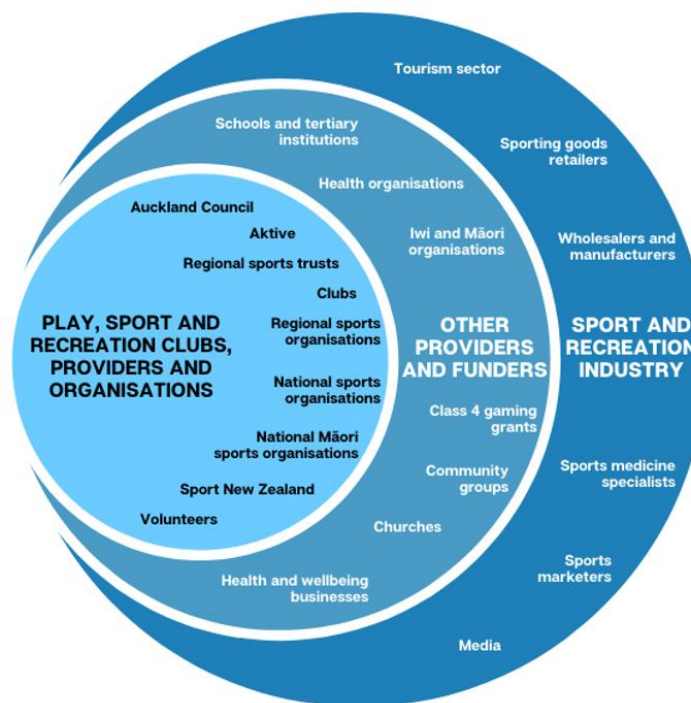 Tourism sector
Schools and tertiary
institutions
Sporting goods
retailers
Health organisations
Auckland Council
Aktive
Iwi and Māori
organisations
Wholesalers and
manufacturers
Regional sports trusts
Clubs
PLAY, SPORT AND
RECREATION CLUBS,
PROVIDERS AND
ORGANISATIONS
Regional sports
organisations
OTHER
PROVIDERS
AND FUNDERS
SPORT AND
RECREATION
INDUSTRY
National sports
organisations
Class 4 gaming
grants
National Māori
sports organisations
Community
groups
Sports medicine
specialists
Sport New Zealand
Volunteers
Churches
Health and wellbeing
businesses
Sports
marketers
Media